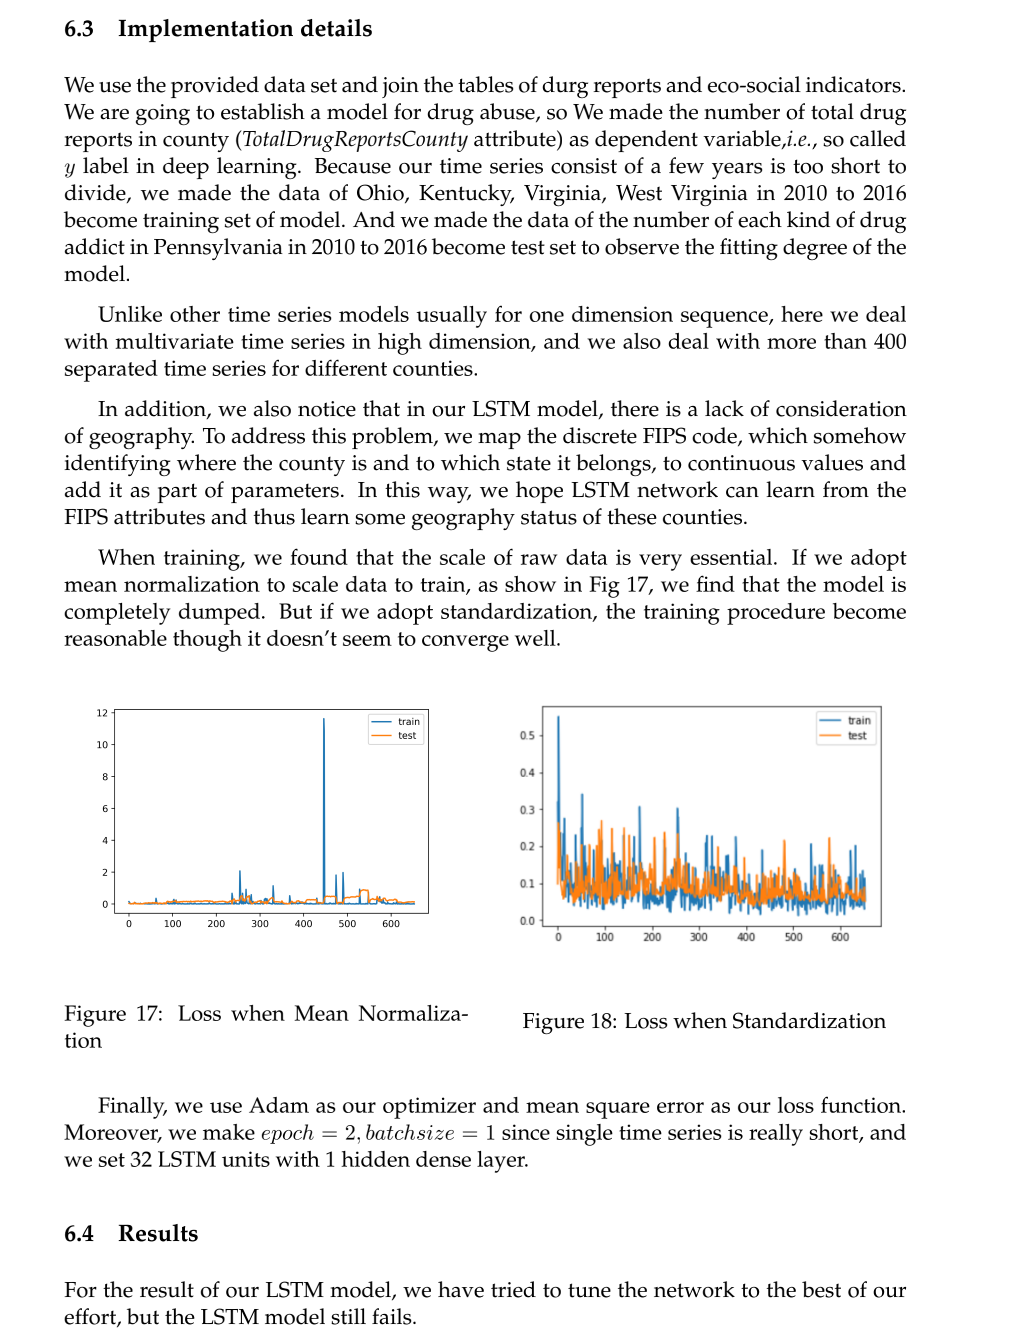 6.3 Implementation details
We use the provided data set and join the tables of durg reports and eco-social indicators.
We are going to establish a model for drug abuse, so We made the number of total drug
reports in county (TotalDrugReportsCounty attribute) as dependent variable,i.e., so called
y label in deep learning. Because our time series consist of a few years is too short to
divide, we made the data of Ohio, Kentucky, Virginia, West Virginia in 2010 to 2016
become training set of model. And we made the data of the number of each kind of drug
addict in Pennsylvania in 2010 to 2016 become test set to observe the fitting degree of the
model.
Unlike other time series models usually for one dimension sequence, here we deal
with multivariate time series in high dimension, and we also deal with more than 400
separated time series for different counties.
In addition, we also notice that in our LSTM model, there is a lack of consideration
of geography. To address this problem, we map the discrete FIPS code, which somehow
identifying where the county is and to which state it belongs, to continuous values and
add it as part of parameters. In this way, we hope LSTM network can learn from the
FIPS attributes and thus learn some geography status of these counties.
When training, we found that the scale of raw data is very essential. If we adopt
mean normalization to scale data to train, as show in Fig 17, we find that the model is
completely dumped. But if we adopt standardization, the training procedure become
reasonable though it doesn't seem to converge well.
12
10
8
6
4
2
0
0 100 200 300 400 500 600
train
test
0.5
0.4
0.3
0.2
0.1
0.0
0 100 200 300 400 500 600
train
test
Figure 17: Loss when Mean Normaliza-
tion
Figure 18: Loss when Standardization
Finally, we use Adam as our optimizer and mean square error as our loss function.
Moreover, we make epoch = 2, batchsize = 1 since single time series is really short, and
we set 32 LSTM units with 1 hidden dense layer.
6.4 Results
For the result of our LSTM model, we have tried to tune the network to the best of our
effort, but the LSTM model still fails.